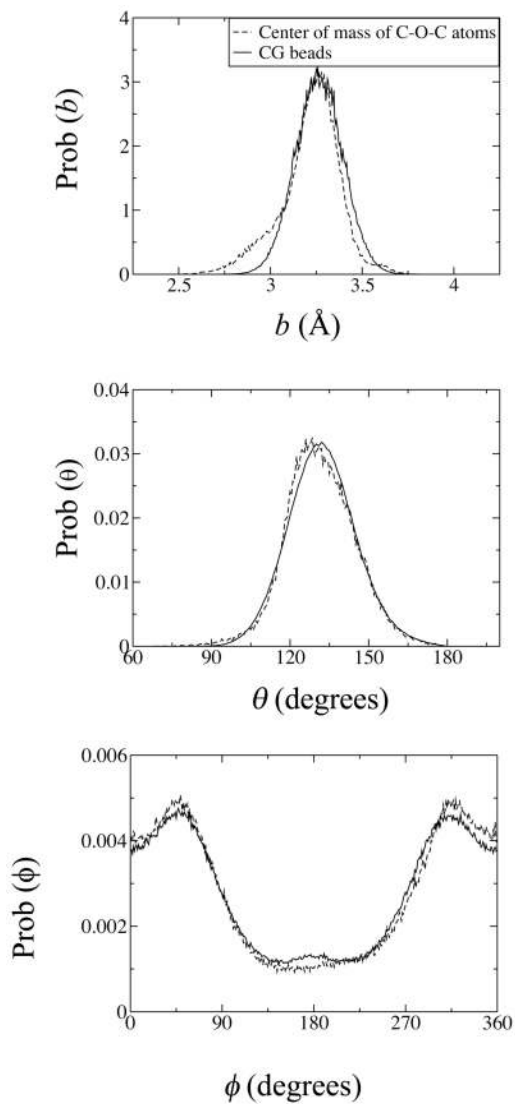 4
Center of mass of C-O-C atoms
CG beads
3
2
1
0
Prob (b)
2.5 3 3.5 4
b (Å)
0.04
0.03
0.02
0.01
0
Prob (θ)
60 90 120 150 180
θ (degrees)
0.006
0.004
0.002
0
Prob (ϕ)
0 90 180 270 360
ϕ (degrees)